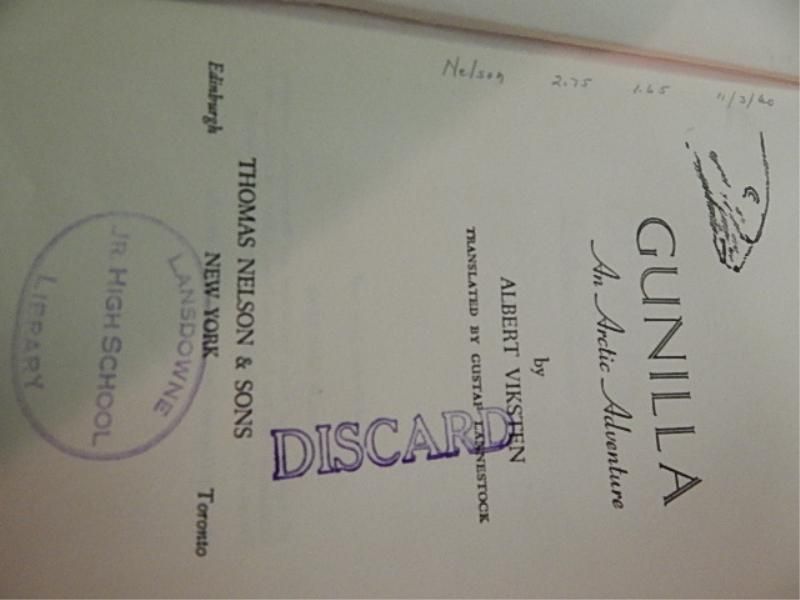 Nelson 2.75 1.65 11/3/60
GUNILLA
An Arctic Adventure
by
ALBERT VIKSTEN
TRANSLATED BY GUSTAF LANNESTOCK
DISCARD
THOMAS NELSON & SONS
Edinburgh NEW YORK Toronto
LANSDOWNE
JR. HIGH SCHOOL
LIBRARY